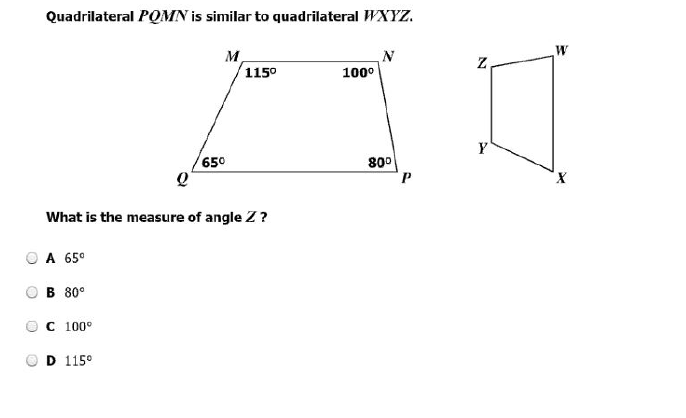 Quadrilateral PQMN is similar to quadrilateral WXYZ.
M N
115° 100°
65° 80°
Q P
Z W
Y X
What is the measure of angle Z ?
A 65°
B 80°
C 100°
D 115°